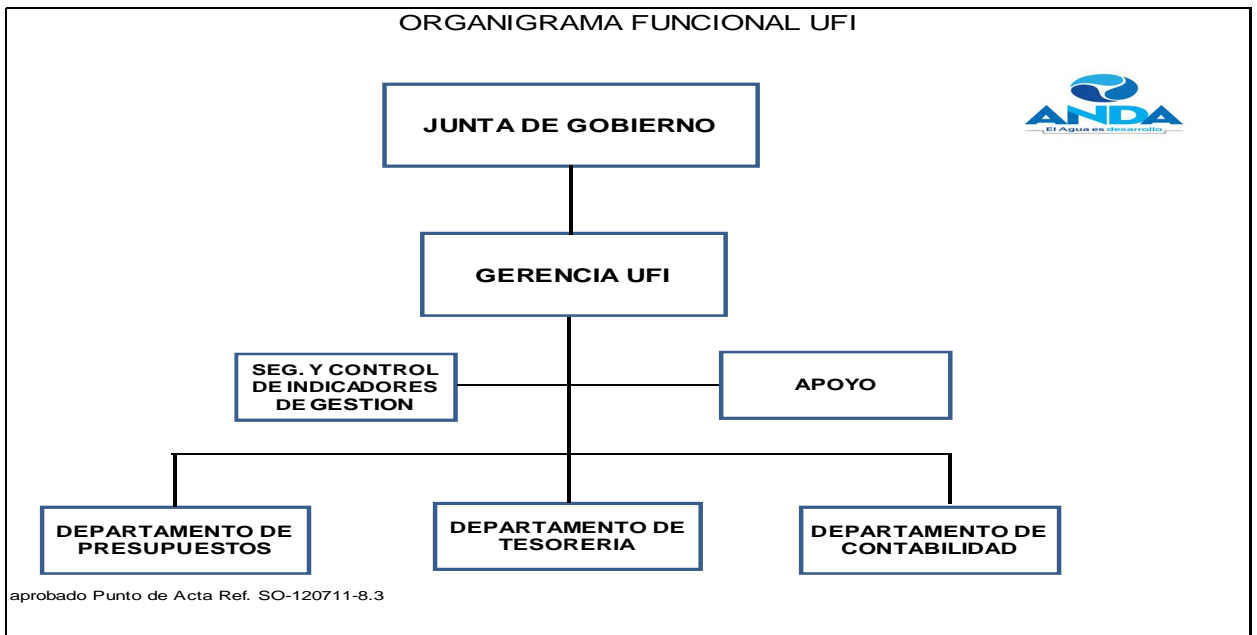 ORGANIGRAMA FUNCIONAL UFI
ANDA
El Agua es desarrollo
JUNTA DE GOBIERNO
GERENCIA UFI
SEG. Y CONTROL
DE INDICADORES
DE GESTION
APOYO
DEPARTAMENTO DE
PRESUPUESTOS
DEPARTAMENTO DE
TESORERIA
DEPARTAMENTO DE
CONTABILIDAD
aprobado Punto de Acta Ref. SO-120711-8.3